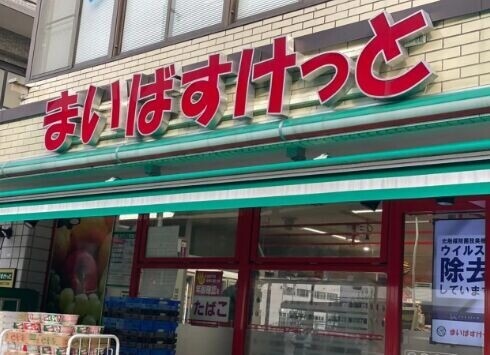 まいばすけっと
ウイルス
除去
しています
まいばすけっと
たばこ